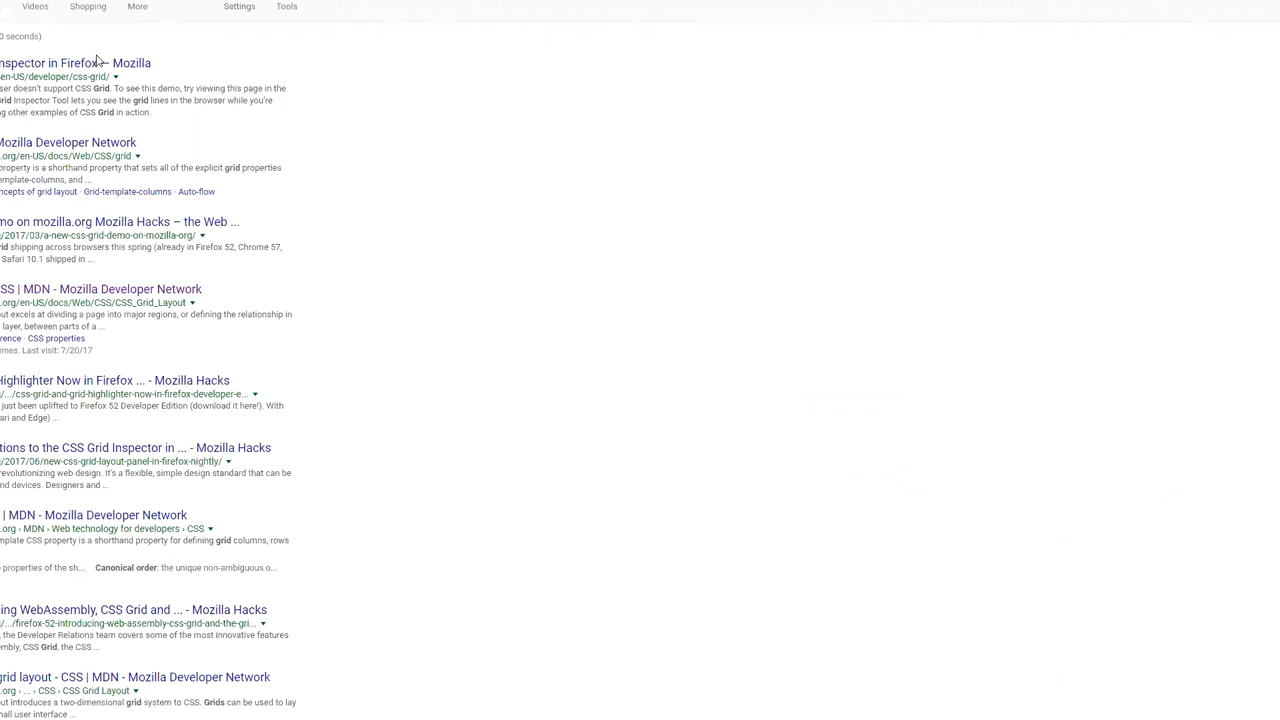 Videos Shopping More Settings Tools
0 seconds)
nspector in Firefox – Mozilla
en-US/developer/css-grid/
ser doesn't support CSS Grid. To see this demo, try viewing this page in the
Grid Inspector Tool lets you see the grid lines in the browser while you're
ng other examples of CSS Grid in action.
Mozilla Developer Network
.org/en-US/docs/Web/CSS/grid
property is a shorthand property that sets all of the explicit grid properties
emplate-columns, and ...
ncepts of grid layout · Grid-template-columns · Auto-flow
mo on mozilla.org Mozilla Hacks – the Web ...
/2017/03/a-new-css-grid-demo-on-mozilla-org/
rid shipping across browsers this spring (already in Firefox 52, Chrome 57,
Safari 10.1 shipped in ...
SS | MDN - Mozilla Developer Network
.org/en-US/docs/Web/CSS/CSS_Grid_Layout
out excels at dividing a page into major regions, or defining the relationship in
layer, between parts of a ...
rence · CSS properties
imes. Last visit: 7/20/17
Highlighter Now in Firefox ... - Mozilla Hacks
/.../css-grid-and-grid-highlighter-now-in-firefox-developer-e...
just been uplifted to Firefox 52 Developer Edition (download it here!). With
ari and Edge) ...
tions to the CSS Grid Inspector in ... - Mozilla Hacks
/2017/06/new-css-grid-layout-panel-in-firefox-nightly/
revolutionizing web design. It's a flexible, simple design standard that can be
nd devices. Designers and ...
| MDN - Mozilla Developer Network
.org › MDN › Web technology for developers › CSS
mplate CSS property is a shorthand property for defining grid columns, rows
properties of the sh... Canonical order: the unique non-ambiguous o...
ing WebAssembly, CSS Grid and ... - Mozilla Hacks
/.../firefox-52-introducing-web-assembly-css-grid-and-the-gri...
, the Developer Relations team covers some of the most innovative features
embly, CSS Grid, the CSS ...
grid layout - CSS | MDN - Mozilla Developer Network
.org › ... › CSS › CSS Grid Layout
out introduces a two-dimensional grid system to CSS. Grids can be used to lay
mall user interface ...